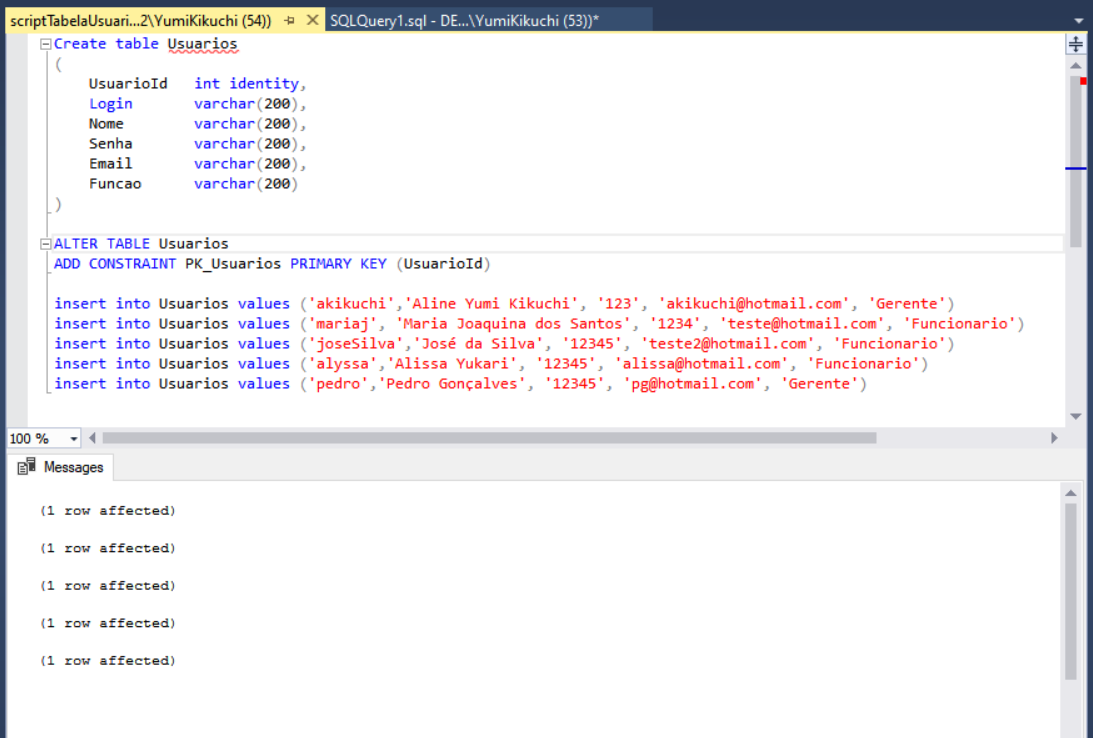 scriptTabelaUsuari...2\YumiKikuchi (54)) SQLQuery1.sql - DE...\YumiKikuchi (53))*
Create table Usuarios
(
UsuarioId int identity,
Login varchar(200),
Nome varchar(200),
Senha varchar(200),
Email varchar(200),
Funcao varchar(200)
)
ALTER TABLE Usuarios
ADD CONSTRAINT PK_Usuarios PRIMARY KEY (UsuarioId)
insert into Usuarios values ('akikuchi','Aline Yumi Kikuchi', '123', 'akikuchi@hotmail.com', 'Gerente')
insert into Usuarios values ('mariaj', 'Maria Joaquina dos Santos', '1234', 'teste@hotmail.com', 'Funcionario')
insert into Usuarios values ('joseSilva','José da Silva', '12345', 'teste2@hotmail.com', 'Funcionario')
insert into Usuarios values ('alyssa','Alissa Yukari', '12345', 'alissa@hotmail.com', 'Funcionario')
insert into Usuarios values ('pedro','Pedro Gonçalves', '12345', 'pg@hotmail.com', 'Gerente')
100 %
Messages
(1 row affected)
(1 row affected)
(1 row affected)
(1 row affected)
(1 row affected)